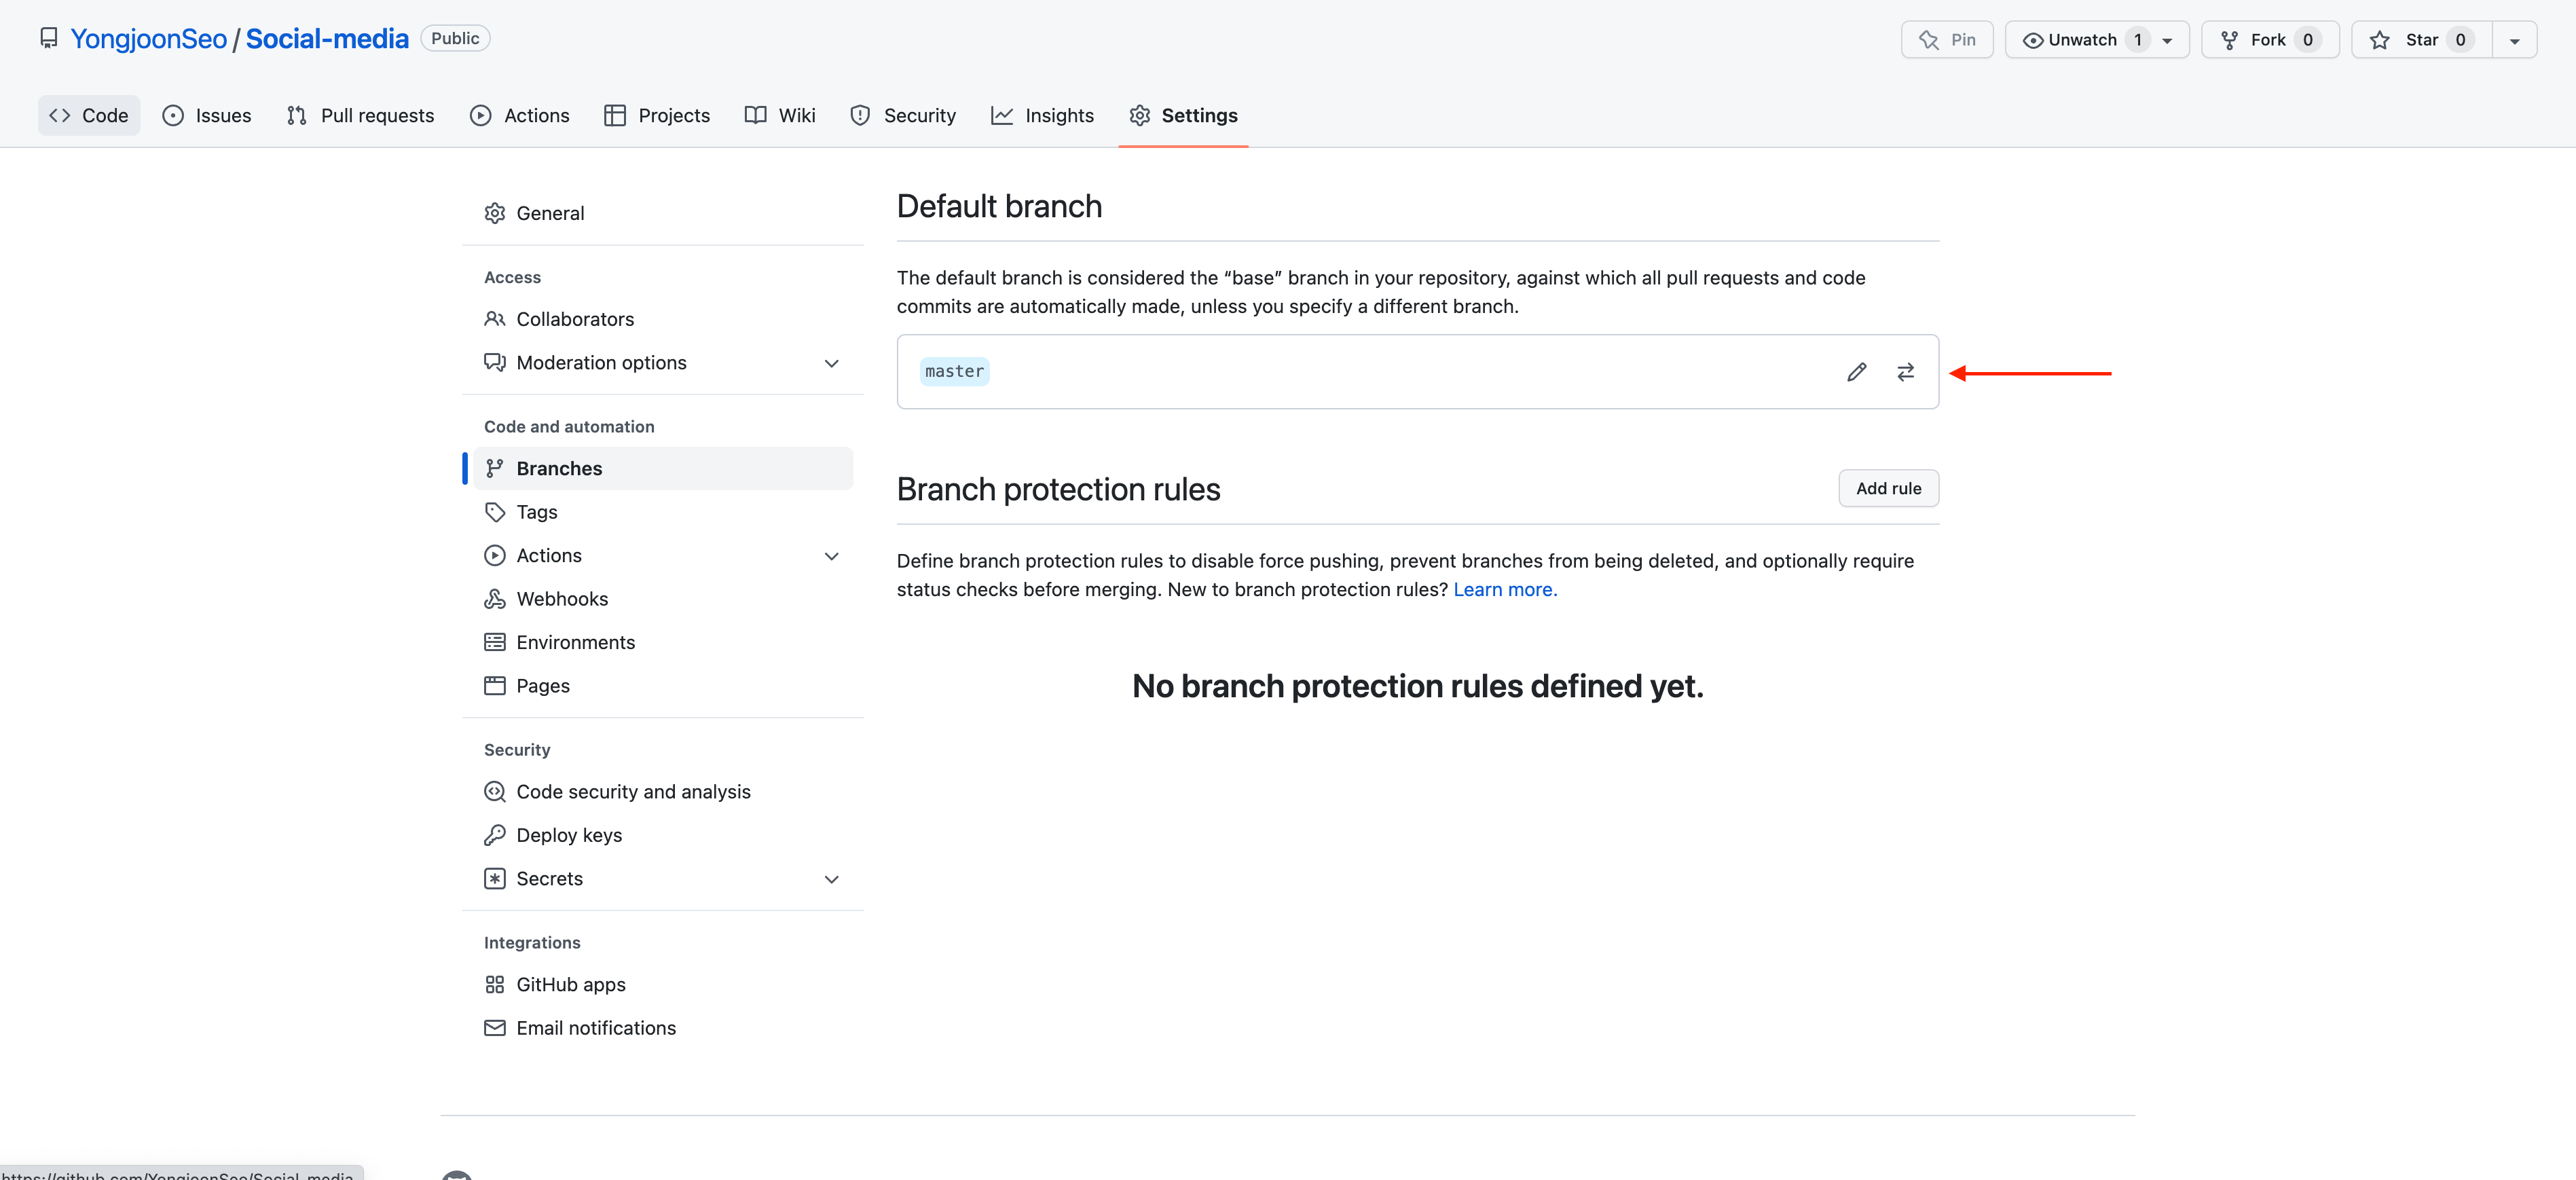 YongjoonSeo / Social-media Public
Pin Unwatch 1 Fork 0 Star 0
Code Issues Pull requests Actions Projects Wiki Security Insights Settings
General
Access
Collaborators
Moderation options
Code and automation
Branches
Tags
Actions
Webhooks
Environments
Pages
Security
Code security and analysis
Deploy keys
Secrets
Integrations
GitHub apps
Email notifications
Default branch
The default branch is considered the “base” branch in your repository, against which all pull requests and code
commits are automatically made, unless you specify a different branch.
master
Branch protection rules
Add rule
Define branch protection rules to disable force pushing, prevent branches from being deleted, and optionally require
status checks before merging. New to branch protection rules? Learn more.
No branch protection rules defined yet.
https://github.com/YongjoonSeo/Social-media